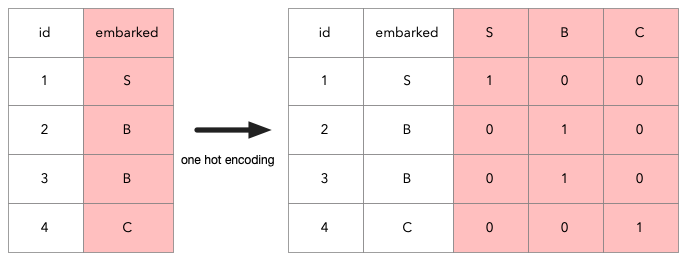 id embarked
1 S
2 B
3 B
4 C
one hot encoding
id embarked S B C
1 S 1 0 0
2 B 0 1 0
3 B 0 1 0
4 C 0 0 1